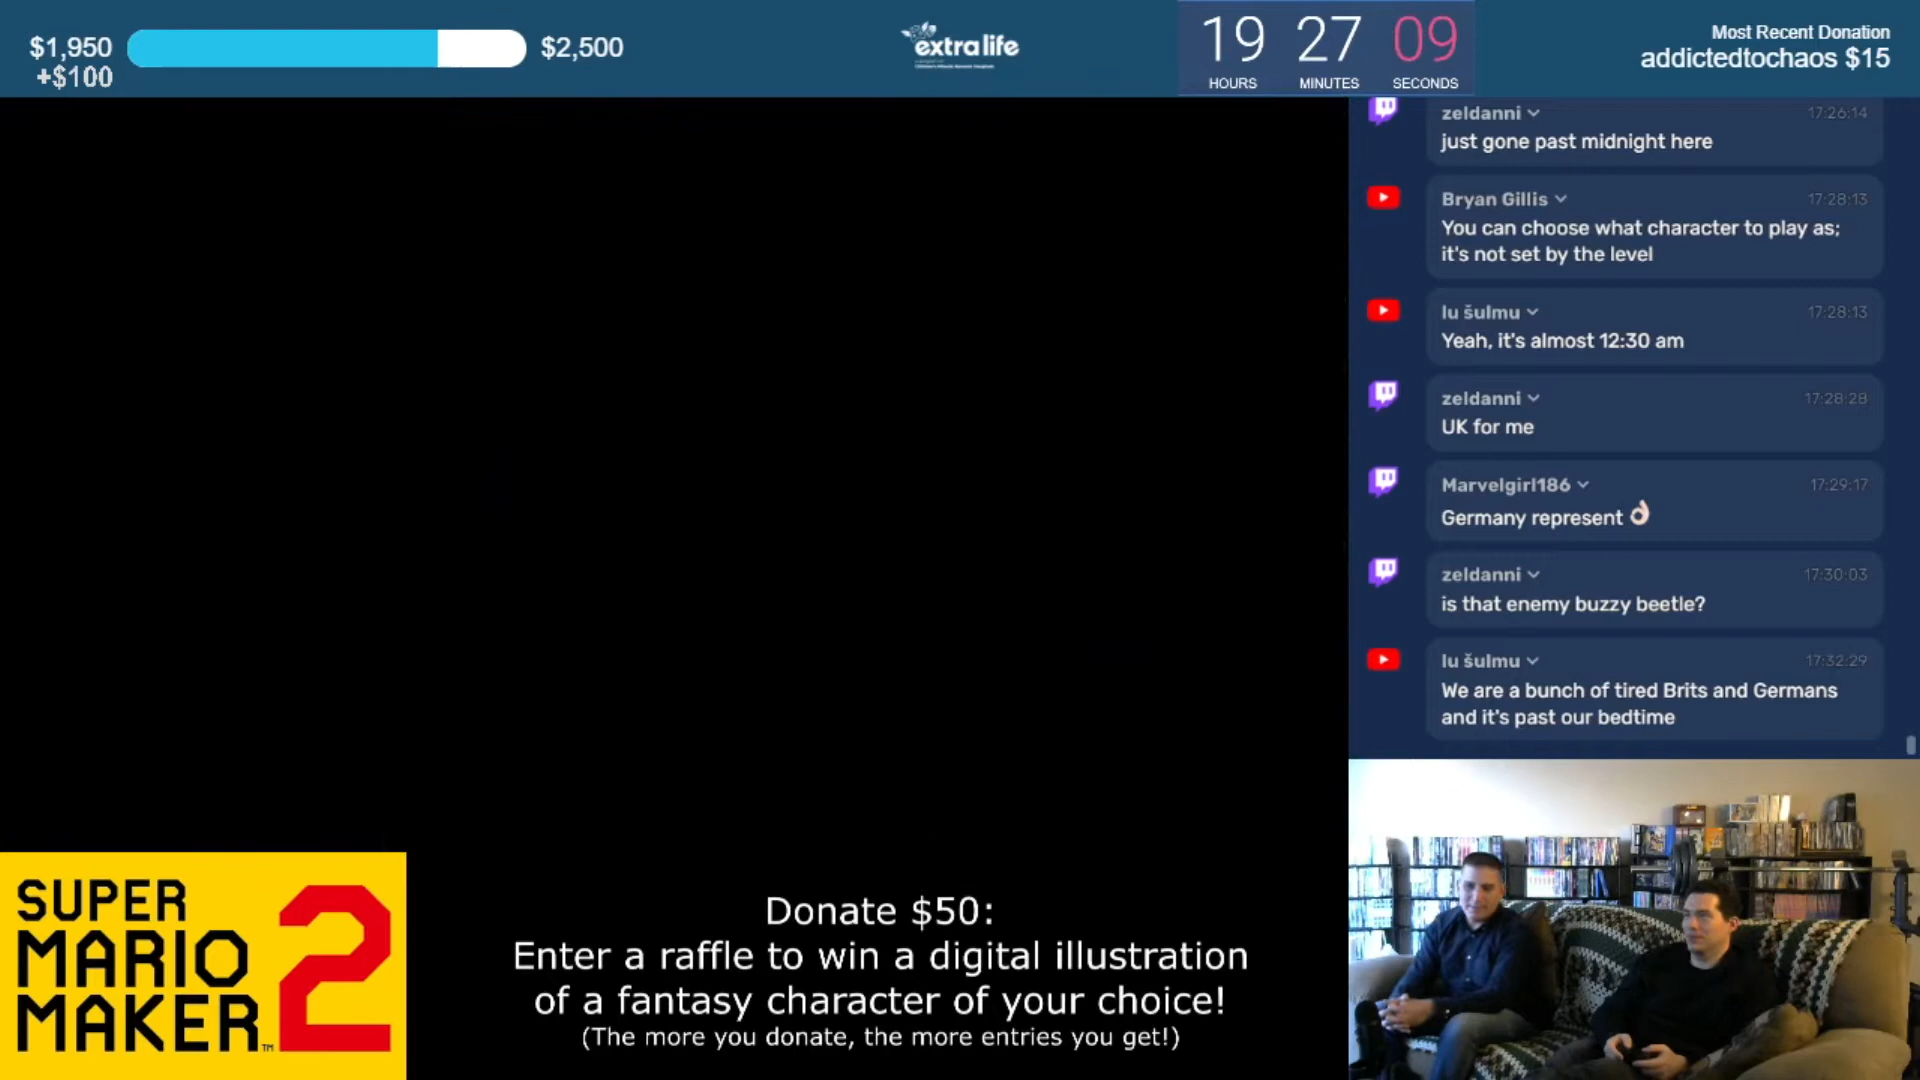 $1,950
+$100
$2,500
extralife
19 27 09
HOURS MINUTES SECONDS
Most Recent Donation
addictedtochaos $15
zeldanni 17:26:14
just gone past midnight here
Bryan Gillis 17:28:13
You can choose what character to play as;
it's not set by the level
lu šulmu 17:28:13
Yeah, it's almost 12:30 am
zeldanni 17:28:28
UK for me
Marvelgirl186 17:29:17
Germany represent 👌🏻
zeldanni 17:30:03
is that enemy buzzy beetle?
lu šulmu 17:32:29
We are a bunch of tired Brits and Germans
and it's past our bedtime
SUPER
MARIO
MAKER 2
™
Donate $50:
Enter a raffle to win a digital illustration
of a fantasy character of your choice!
(The more you donate, the more entries you get!)